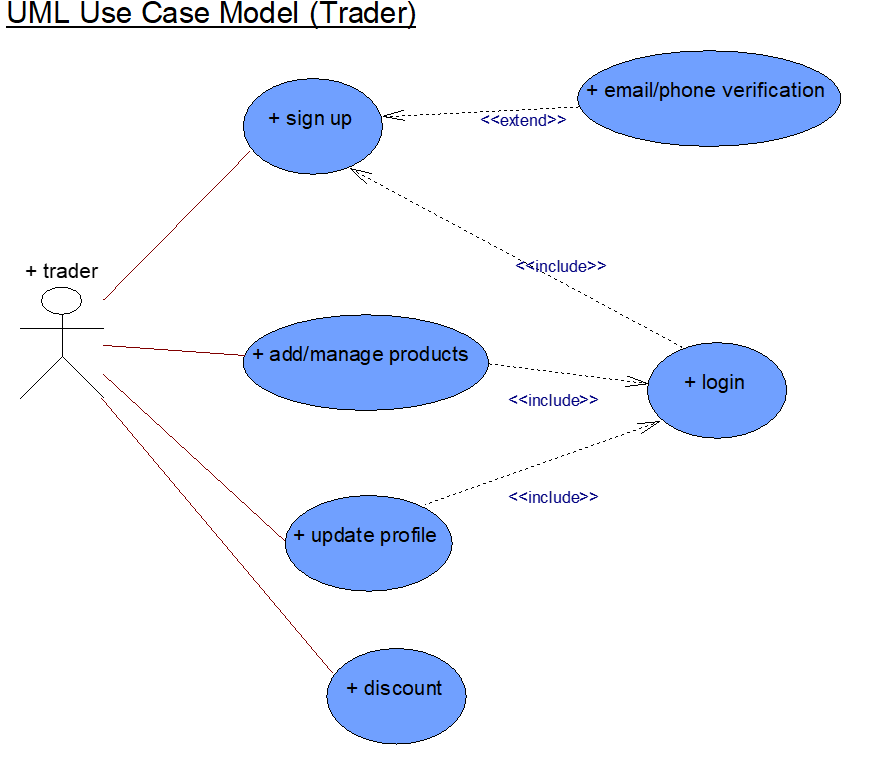 UML Use Case Model (Trader)
+ email/phone verification
+ sign up
<<extend>>
<<include>>
+ trader
+ add/manage products
+ login
<<include>>
<<include>>
+ update profile
+ discount